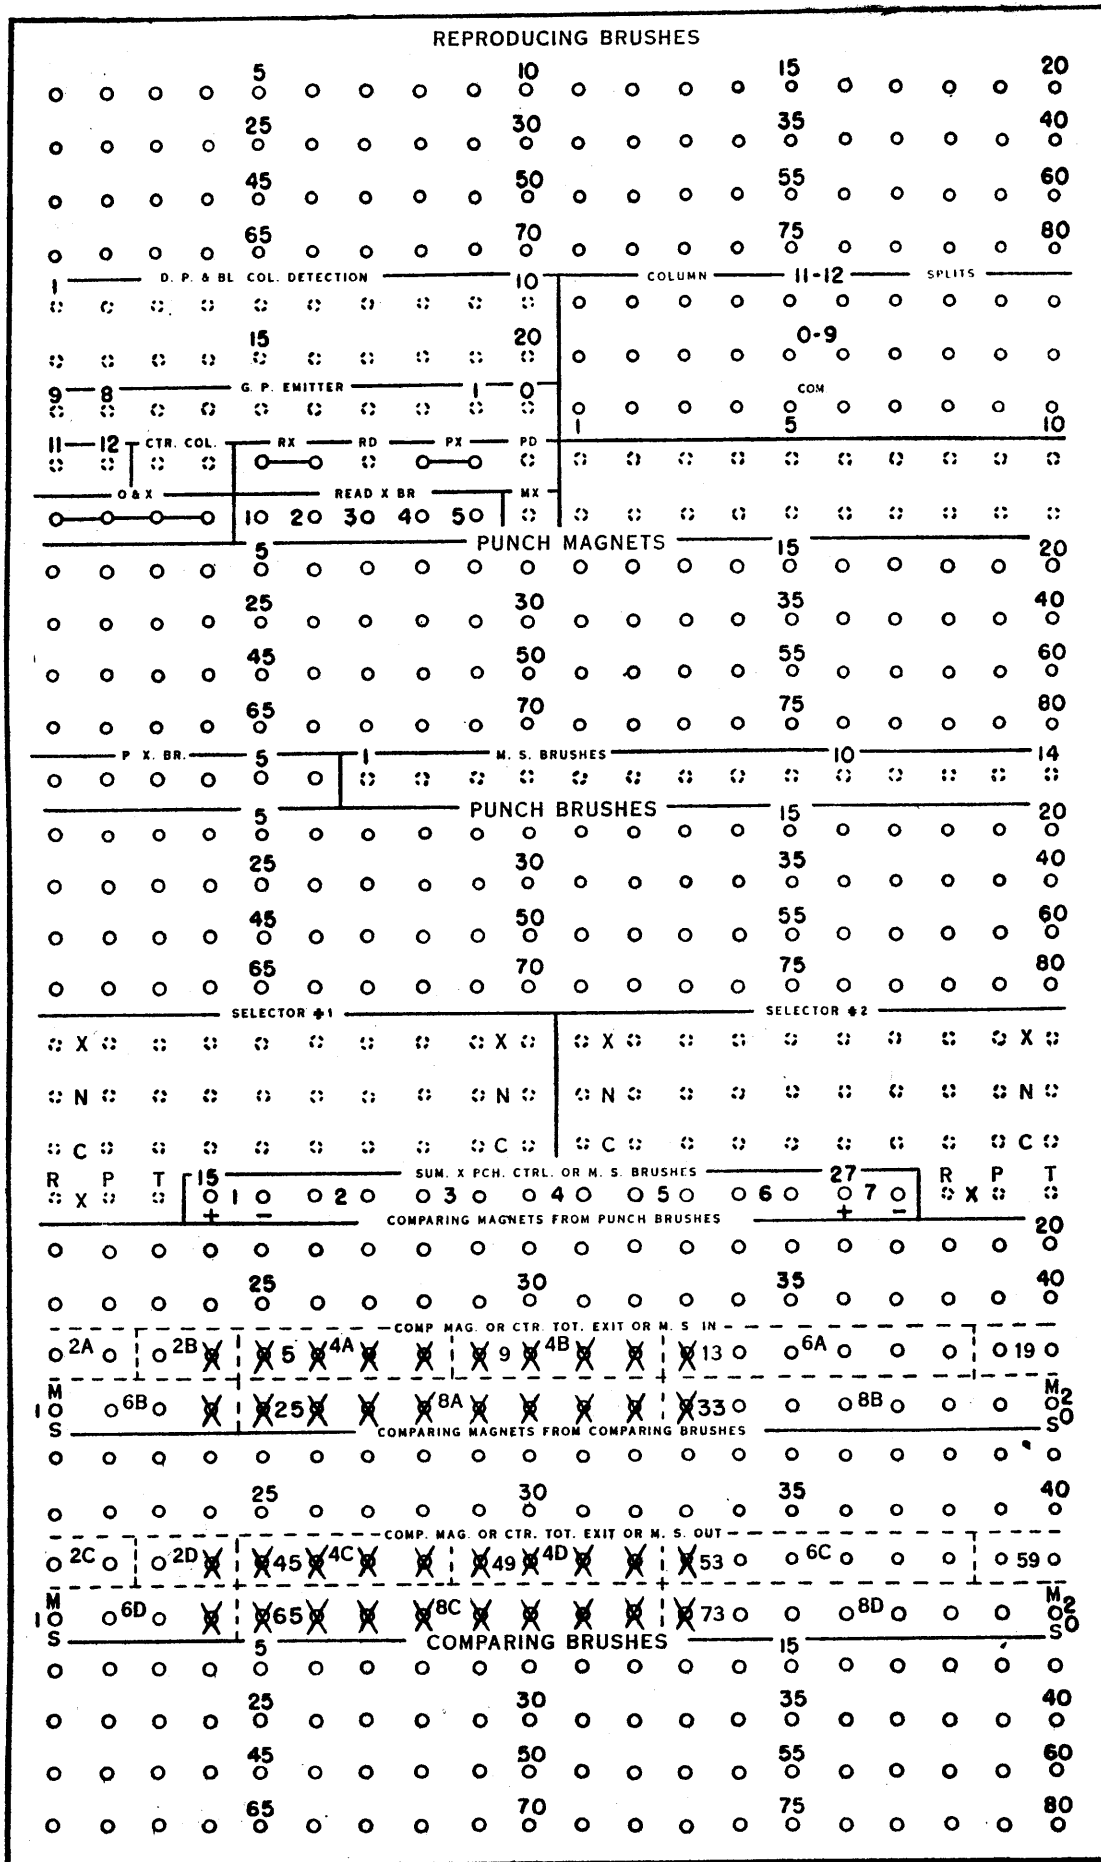 REPRODUCING BRUSHES
5 10 15 20
25 30 35 40
45 50 55 60
65 70 75 80
1 D. P. & BL COL. DETECTION 10 COLUMN 11-12 SPLITS
15 20 0-9
9 8 G. P. EMITTER 1 0 COM
1 5 10
11 12 CTR. COL. RX RD PX PD
O & X READ X BR MX
10 20 30 40 50
5 PUNCH MAGNETS 15 20
25 30 35 40
45 50 55 60
65 70 75 80
P X. BR. 5 1 M. S. BRUSHES 10 14
5 PUNCH BRUSHES 15 20
25 30 35 40
45 50 55 60
65 70 75 80
SELECTOR #1 SELECTOR #2
X X X X
N N N N
C C C C
R P T 15 SUM. X PCH. CTRL. OR M. S. BRUSHES 27 R P T
X 1 2 3 4 5 6 7 X
+ - COMPARING MAGNETS FROM PUNCH BRUSHES + -
20
25 30 35 40
COMP MAG. OR CTR. TOT. EXIT OR M. S IN
2A 2B 5 4A 9 4B 13 6A 19
M S 1 6B 25 8A 33 8B M S 20
COMPARING MAGNETS FROM COMPARING BRUSHES
25 30 35 40
COMP. MAG. OR CTR. TOT. EXIT OR M. S. OUT
2C 2D 45 4C 49 4D 53 6C 59
M S 1 6D 65 8C 73 8D M S 20
5 COMPARING BRUSHES 15
25 30 35 40
45 50 55 60
65 70 75 80